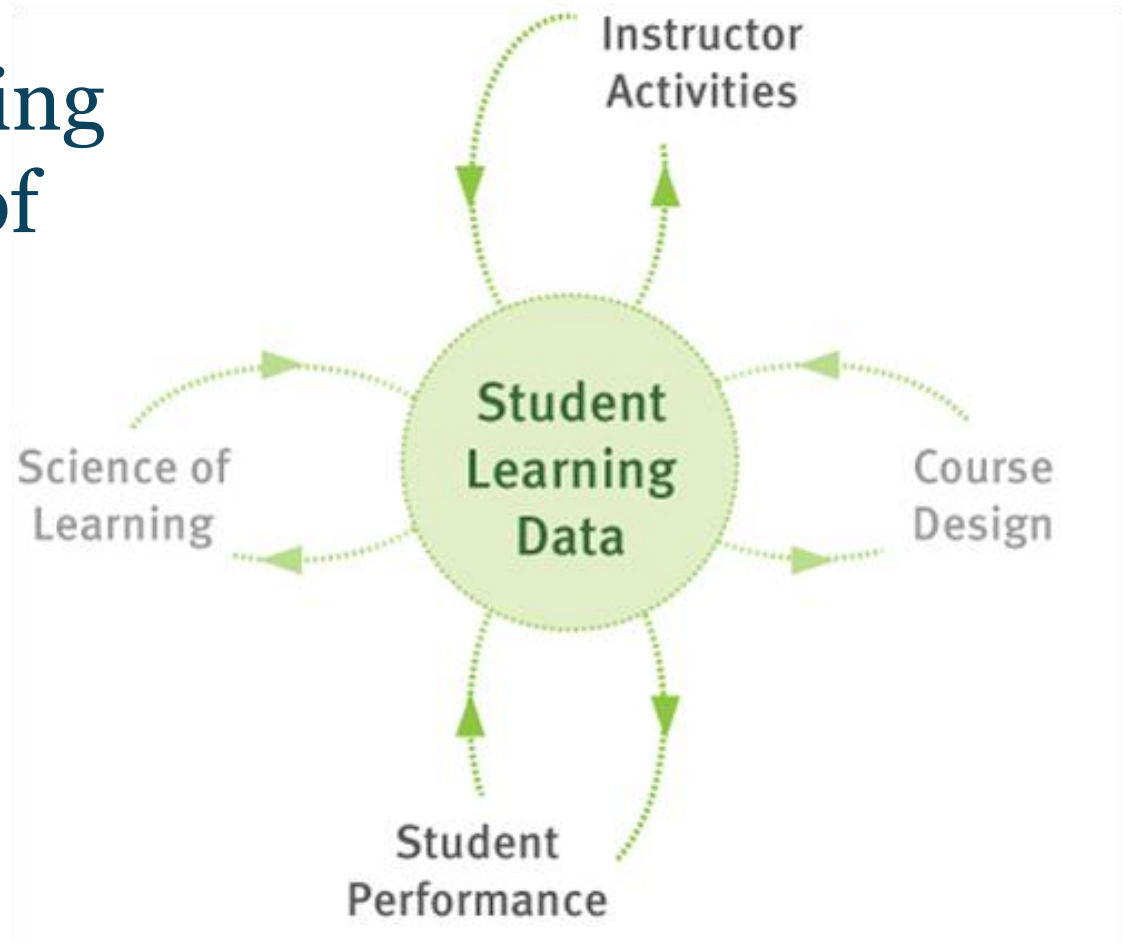 ing
of
Instructor
Activities
Science of
Learning
Student
Learning
Data
Course
Design
Student
Performance